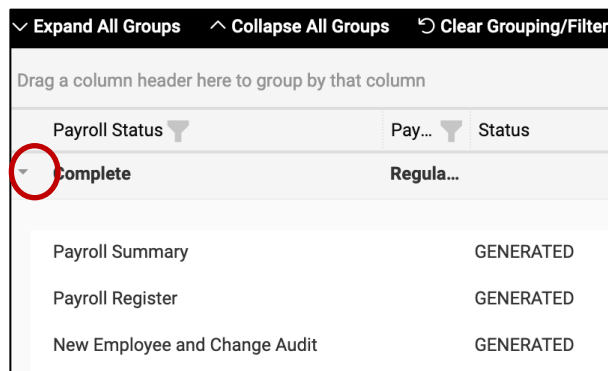 Expand All Groups Collapse All Groups Clear Grouping/Filter
Drag a column header here to group by that column
Payroll Status Pay... Status
Complete Regula...
Payroll Summary GENERATED
Payroll Register GENERATED
New Employee and Change Audit GENERATED